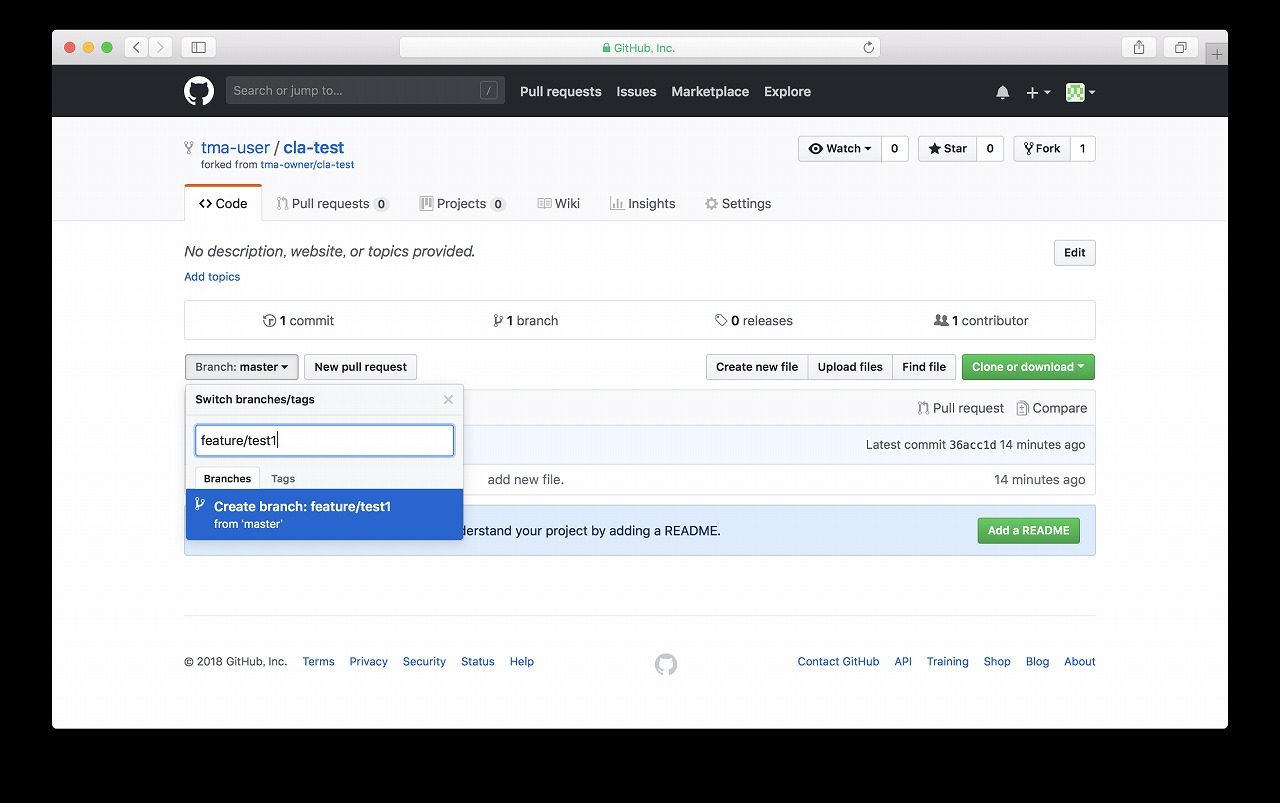 GitHub, Inc.
Search or jump to... /
Pull requests Issues Marketplace Explore
tma-user / cla-test
forked from tma-owner/cla-test
Watch 0 Star 0 Fork 1
Code Pull requests 0 Projects 0 Wiki Insights Settings
No description, website, or topics provided.
Edit
Add topics
1 commit 1 branch 0 releases 1 contributor
Branch: master New pull request Create new file Upload files Find file Clone or download
Switch branches/tags
Pull request Compare
feature/test1
Latest commit 36acc1d 14 minutes ago
Branches Tags
add new file. 14 minutes ago
Create branch: feature/test1
from 'master'
your project by adding a README.
Add a README
© 2018 GitHub, Inc. Terms Privacy Security Status Help Contact GitHub API Training Shop Blog About